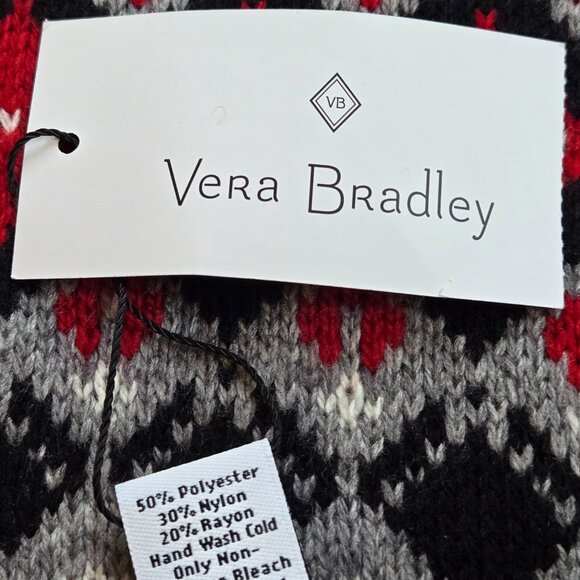 VB
Vera Bradley
50% Polyester
30% Nylon
20% Rayon
Hand Wash Cold
Only Non-
Bleach